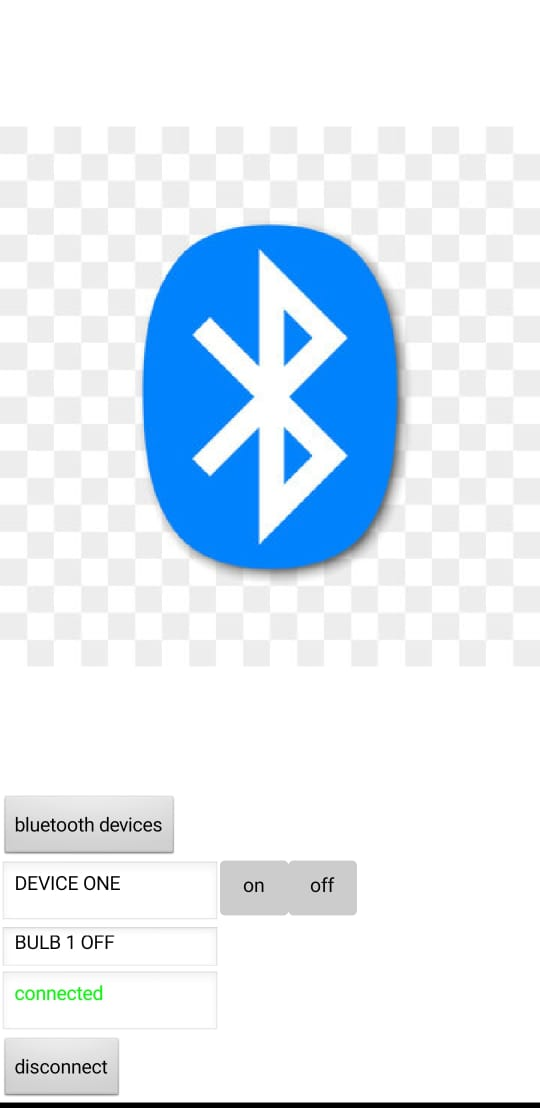 bluetooth devices
DEVICE ONE on off
BULB 1 OFF
connected
disconnect